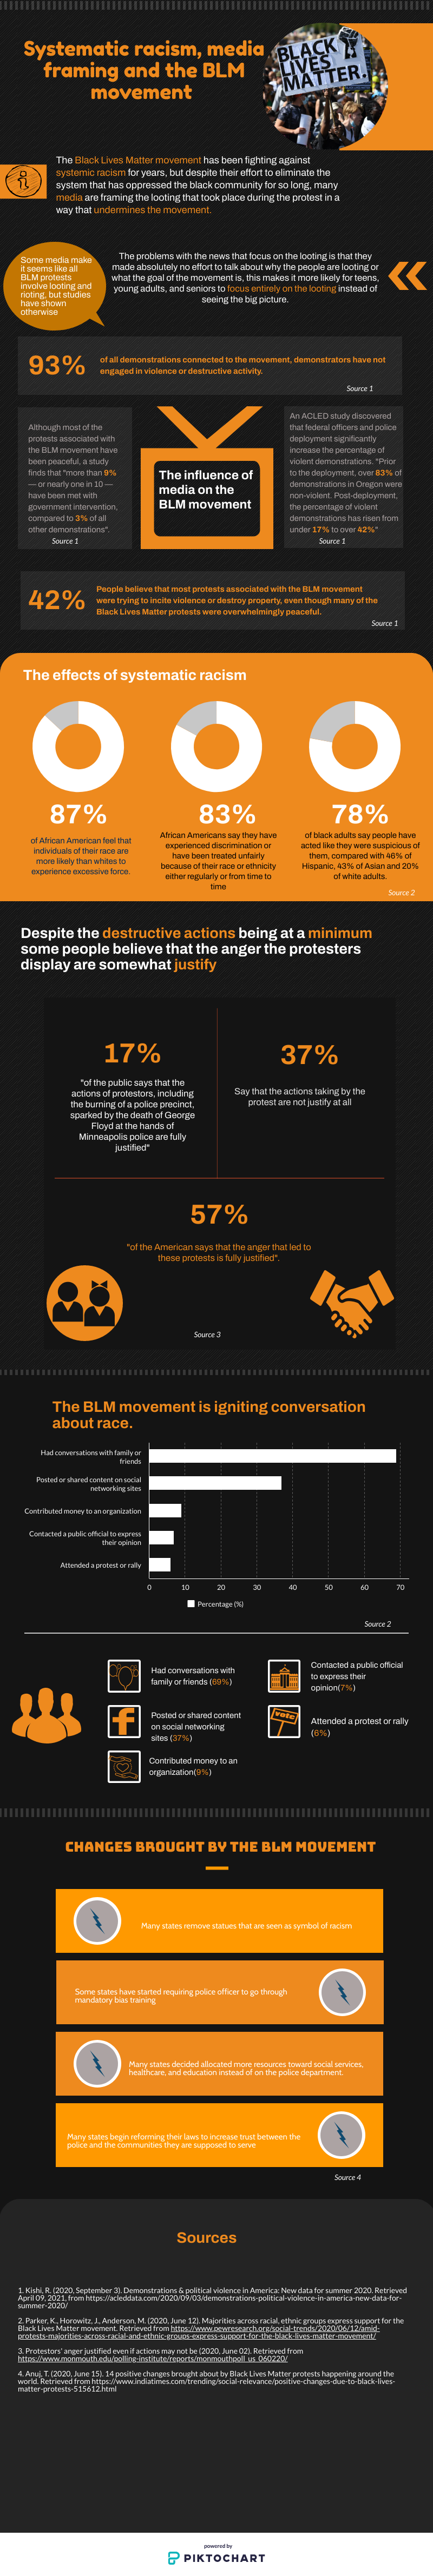 Systematic racism, media
framing and the BLM
movement
BLACK
LIVES
MATTER.
The Black Lives Matter movement has been fighting against
systemic racism for years, but despite their effort to eliminate the
system that has oppressed the black community for so long, many
media are framing the looting that took place during the protest in a
way that undermines the movement.
Some media make
it seems like all
BLM protests
involve looting and
rioting, but studies
have shown
otherwise
The problems with the news that focus on the looting is that they
made absolutely no effort to talk about why the people are looting or
what the goal of the movement is, this makes it more likely for teens,
young adults, and seniors to focus entirely on the looting instead of
seeing the big picture.
93%
of all demonstrations connected to the movement, demonstrators have not
engaged in violence or destructive activity.
Source 1
Although most of the
protests associated with
the BLM movement have
been peaceful, a study
finds that "more than 9%
— or nearly one in 10 —
have been met with
government intervention,
compared to 3% of all
other demonstrations".
Source 1
The influence of
media on the
BLM movement
An ACLED study discovered
that federal officers and police
deployment significantly
increase the percentage of
violent demonstrations. "Prior
to the deployment, over 83% of
demonstrations in Oregon were
non-violent. Post-deployment,
the percentage of violent
demonstrations has risen from
under 17% to over 42%"
Source 1
42%
People believe that most protests associated with the BLM movement
were trying to incite violence or destroy property, even though many of the
Black Lives Matter protests were overwhelmingly peaceful.
Source 1
The effects of systematic racism
87%
of African American feel that
individuals of their race are
more likely than whites to
experience excessive force.
83%
African Americans say they have
experienced discrimination or
have been treated unfairly
because of their race or ethnicity
either regularly or from time to
time
78%
of black adults say people have
acted like they were suspicious of
them, compared with 46% of
Hispanic, 43% of Asian and 20%
of white adults.
Source 2
Despite the destructive actions being at a minimum
some people believe that the anger the protesters
display are somewhat justify
17%
"of the public says that the
actions of protestors, including
the burning of a police precinct,
sparked by the death of George
Floyd at the hands of
Minneapolis police are fully
justified"
37%
Say that the actions taking by the
protest are not justify at all
57%
"of the American says that the anger that led to
these protests is fully justified".
Source 3
The BLM movement is igniting conversation
about race.
Had conversations with family or
friends
Posted or shared content on social
networking sites
Contributed money to an organization
Contacted a public official to express
their opinion
Attended a protest or rally
0 10 20 30 40 50 60 70
Percentage (%)
Source 2
Had conversations with
family or friends (69%)
Contacted a public official
to express their
opinion(7%)
Posted or shared content
on social networking
sites (37%)
Vote
Attended a protest or rally
(6%)
Contributed money to an
organization(9%)
CHANGES BROUGHT BY THE BLM MOVEMENT
Many states remove statues that are seen as symbol of racism
Some states have started requiring police officer to go through
mandatory bias training
Many states decided allocated more resources toward social services,
healthcare, and education instead of on the police department.
Many states begin reforming their laws to increase trust between the
police and the communities they are supposed to serve
Source 4
Sources
1. Kishi, R. (2020, September 3). Demonstrations & political violence in America: New data for summer 2020. Retrieved
April 09, 2021, from https://acleddata.com/2020/09/03/demonstrations-political-violence-in-america-new-data-for-
summer-2020/
2. Parker, K., Horowitz, J., Anderson, M. (2020, June 12). Majorities across racial, ethnic groups express support for the
Black Lives Matter movement. Retrieved from https://www.pewresearch.org/social-trends/2020/06/12/amid-
protests-majorities-across-racial-and-ethnic-groups-express-support-for-the-black-lives-matter-movement/
3. Protestors' anger justified even if actions may not be (2020, June 02). Retrieved from
https://www.monmouth.edu/polling-institute/reports/monmouthpoll_us_060220/
4. Anuj, T. (2020, June 15). 14 positive changes brought about by Black Lives Matter protests happening around the
world. Retrieved from https://www.indiatimes.com/trending/social-relevance/positive-changes-due-to-black-lives-
matter-protests-515612.html
powered by
PIKTOCHART